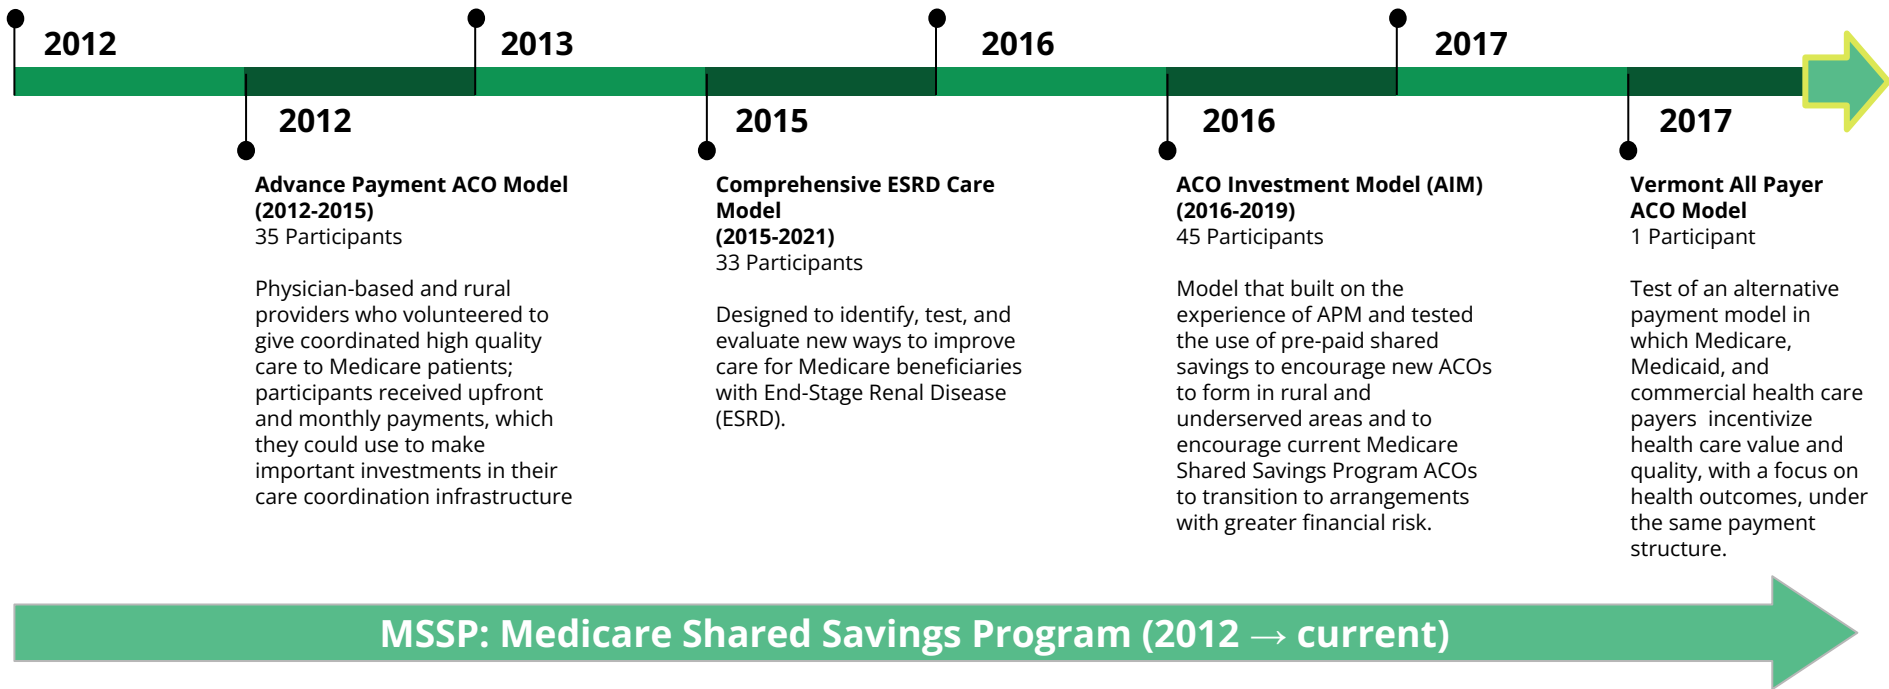 2012
2013
2016
2017
2012
2015
2016
2017
Advance Payment ACO Model
(2012-2015)
35 Participants
Physician-based and rural
providers who volunteered to
give coordinated high quality
care to Medicare patients;
participants received upfront
and monthly payments, which
they could use to make
important investments in their
care coordination infrastructure
Comprehensive ESRD Care
Model
(2015-2021)
33 Participants
Designed to identify, test, and
evaluate new ways to improve
care for Medicare beneficiaries
with End-Stage Renal Disease
(ESRD).
ACO Investment Model (AIM)
(2016-2019)
45 Participants
Model that built on the
experience of APM and tested
the use of pre-paid shared
savings to encourage new ACOs
to form in rural and
underserved areas and to
encourage current Medicare
Shared Savings Program ACOs
to transition to arrangements
with greater financial risk.
Vermont All Payer
ACO Model
1 Participant
Test of an alternative
payment model in
which Medicare,
Medicaid, and
commercial health care
payers  incentivize
health care value and
quality, with a focus on
health outcomes, under
the same payment
structure.
MSSP: Medicare Shared Savings Program (2012 → current)